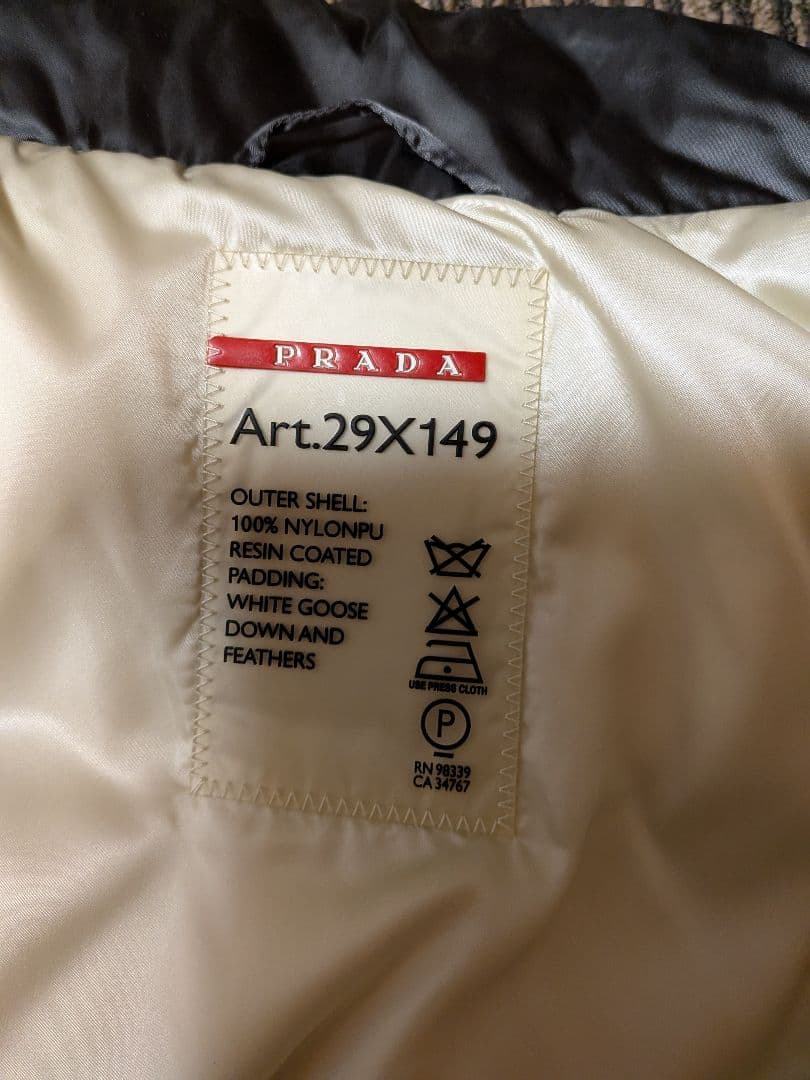 PRADA
Art.29X149
OUTER SHELL:
100% NYLONPU
RESIN COATED
PADDING:
WHITE GOOSE
DOWN AND
FEATHERS
USE PRESS CLOTH
P
RN 98339
CA 34767